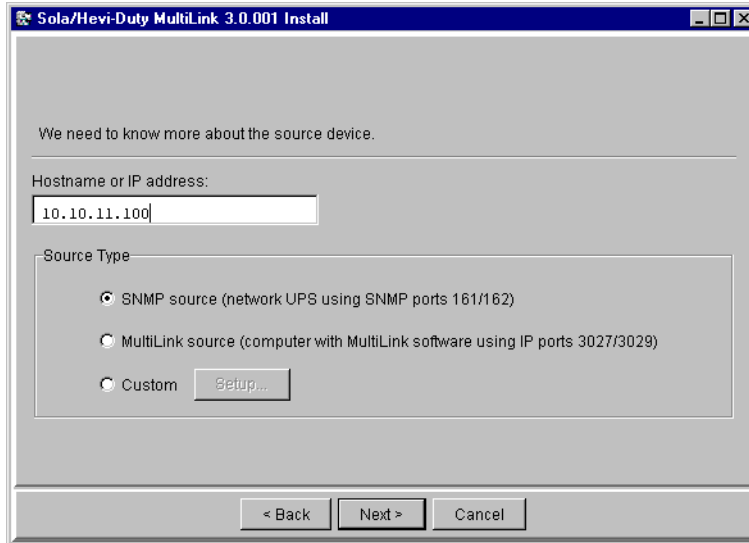 Sola/Hevi-Duty MultiLink 3.0.001 Install
We need to know more about the source device.
Hostname or IP address:
10.10.11.100
Source Type
SNMP source (network UPS using SNMP ports 161/162)
MultiLink source (computer with MultiLink software using IP ports 3027/3029)
Custom Setup...
< Back Next > Cancel